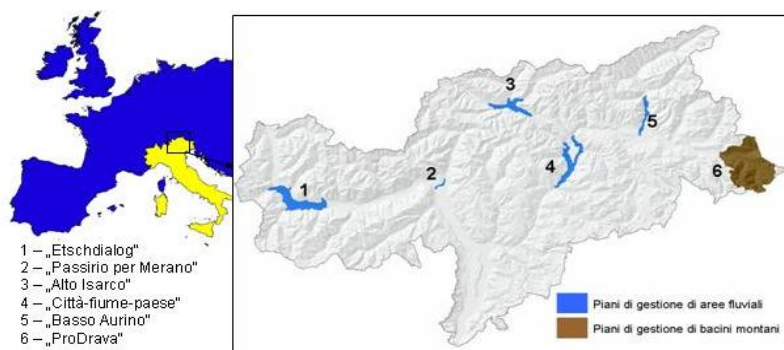 1 – „Etschdialog"
2 – „Passirio per Merano"
3 – „Alto Isarco"
4 – „Città-fiume-paese"
5 – „Basso Aurino"
6 – „ProDrava"
3
5
4
2
6
1
Piani di gestione di aree fluviali
Piani di gestione di bacini montani